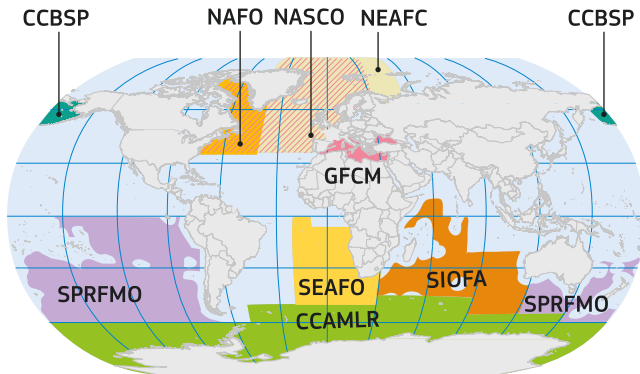 CCBSP
NAFO
NASCO
NEAFC
CCBSP
GFCM
SPRFMO
SEAFO
SIOFA
SPRFMO
CCAMLR